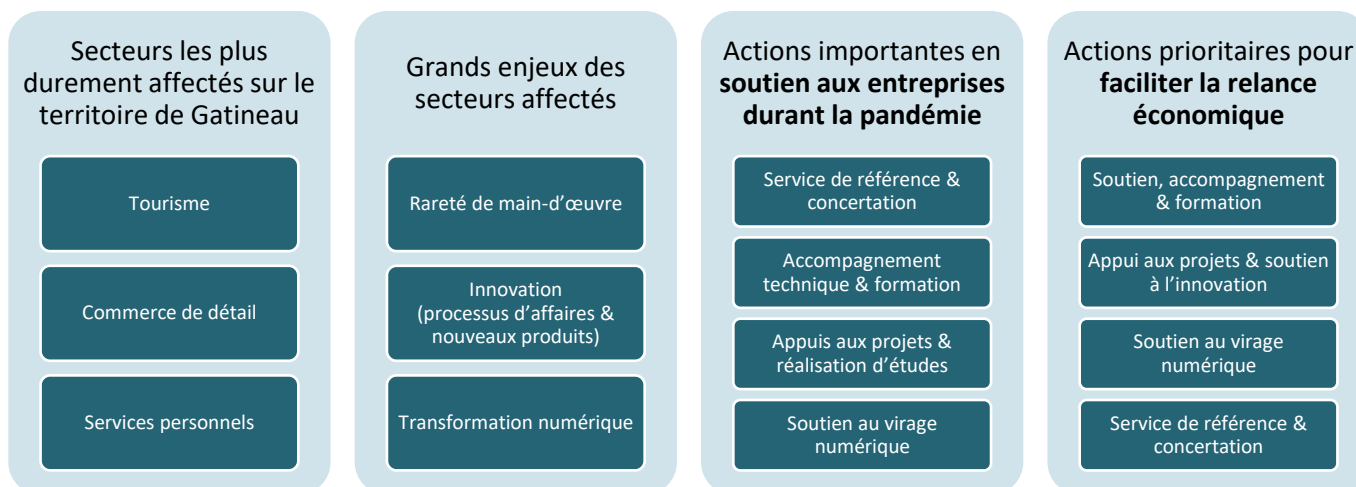 Secteurs les plus
durement affectés sur le
territoire de Gatineau
Tourisme
Commerce de détail
Services personnels
Grands enjeux des
secteurs affectés
Rareté de main-d’œuvre
Innovation
(processus d’affaires &
nouveaux produits)
Transformation numérique
Actions importantes en
soutien aux entreprises
durant la pandémie
Service de référence &
concertation
Accompagnement
technique & formation
Appuis aux projets &
réalisation d’études
Soutien au virage
numérique
Actions prioritaires pour
faciliter la relance
économique
Soutien, accompagnement
& formation
Appui aux projets & soutien
à l’innovation
Soutien au virage
numérique
Service de référence &
concertation